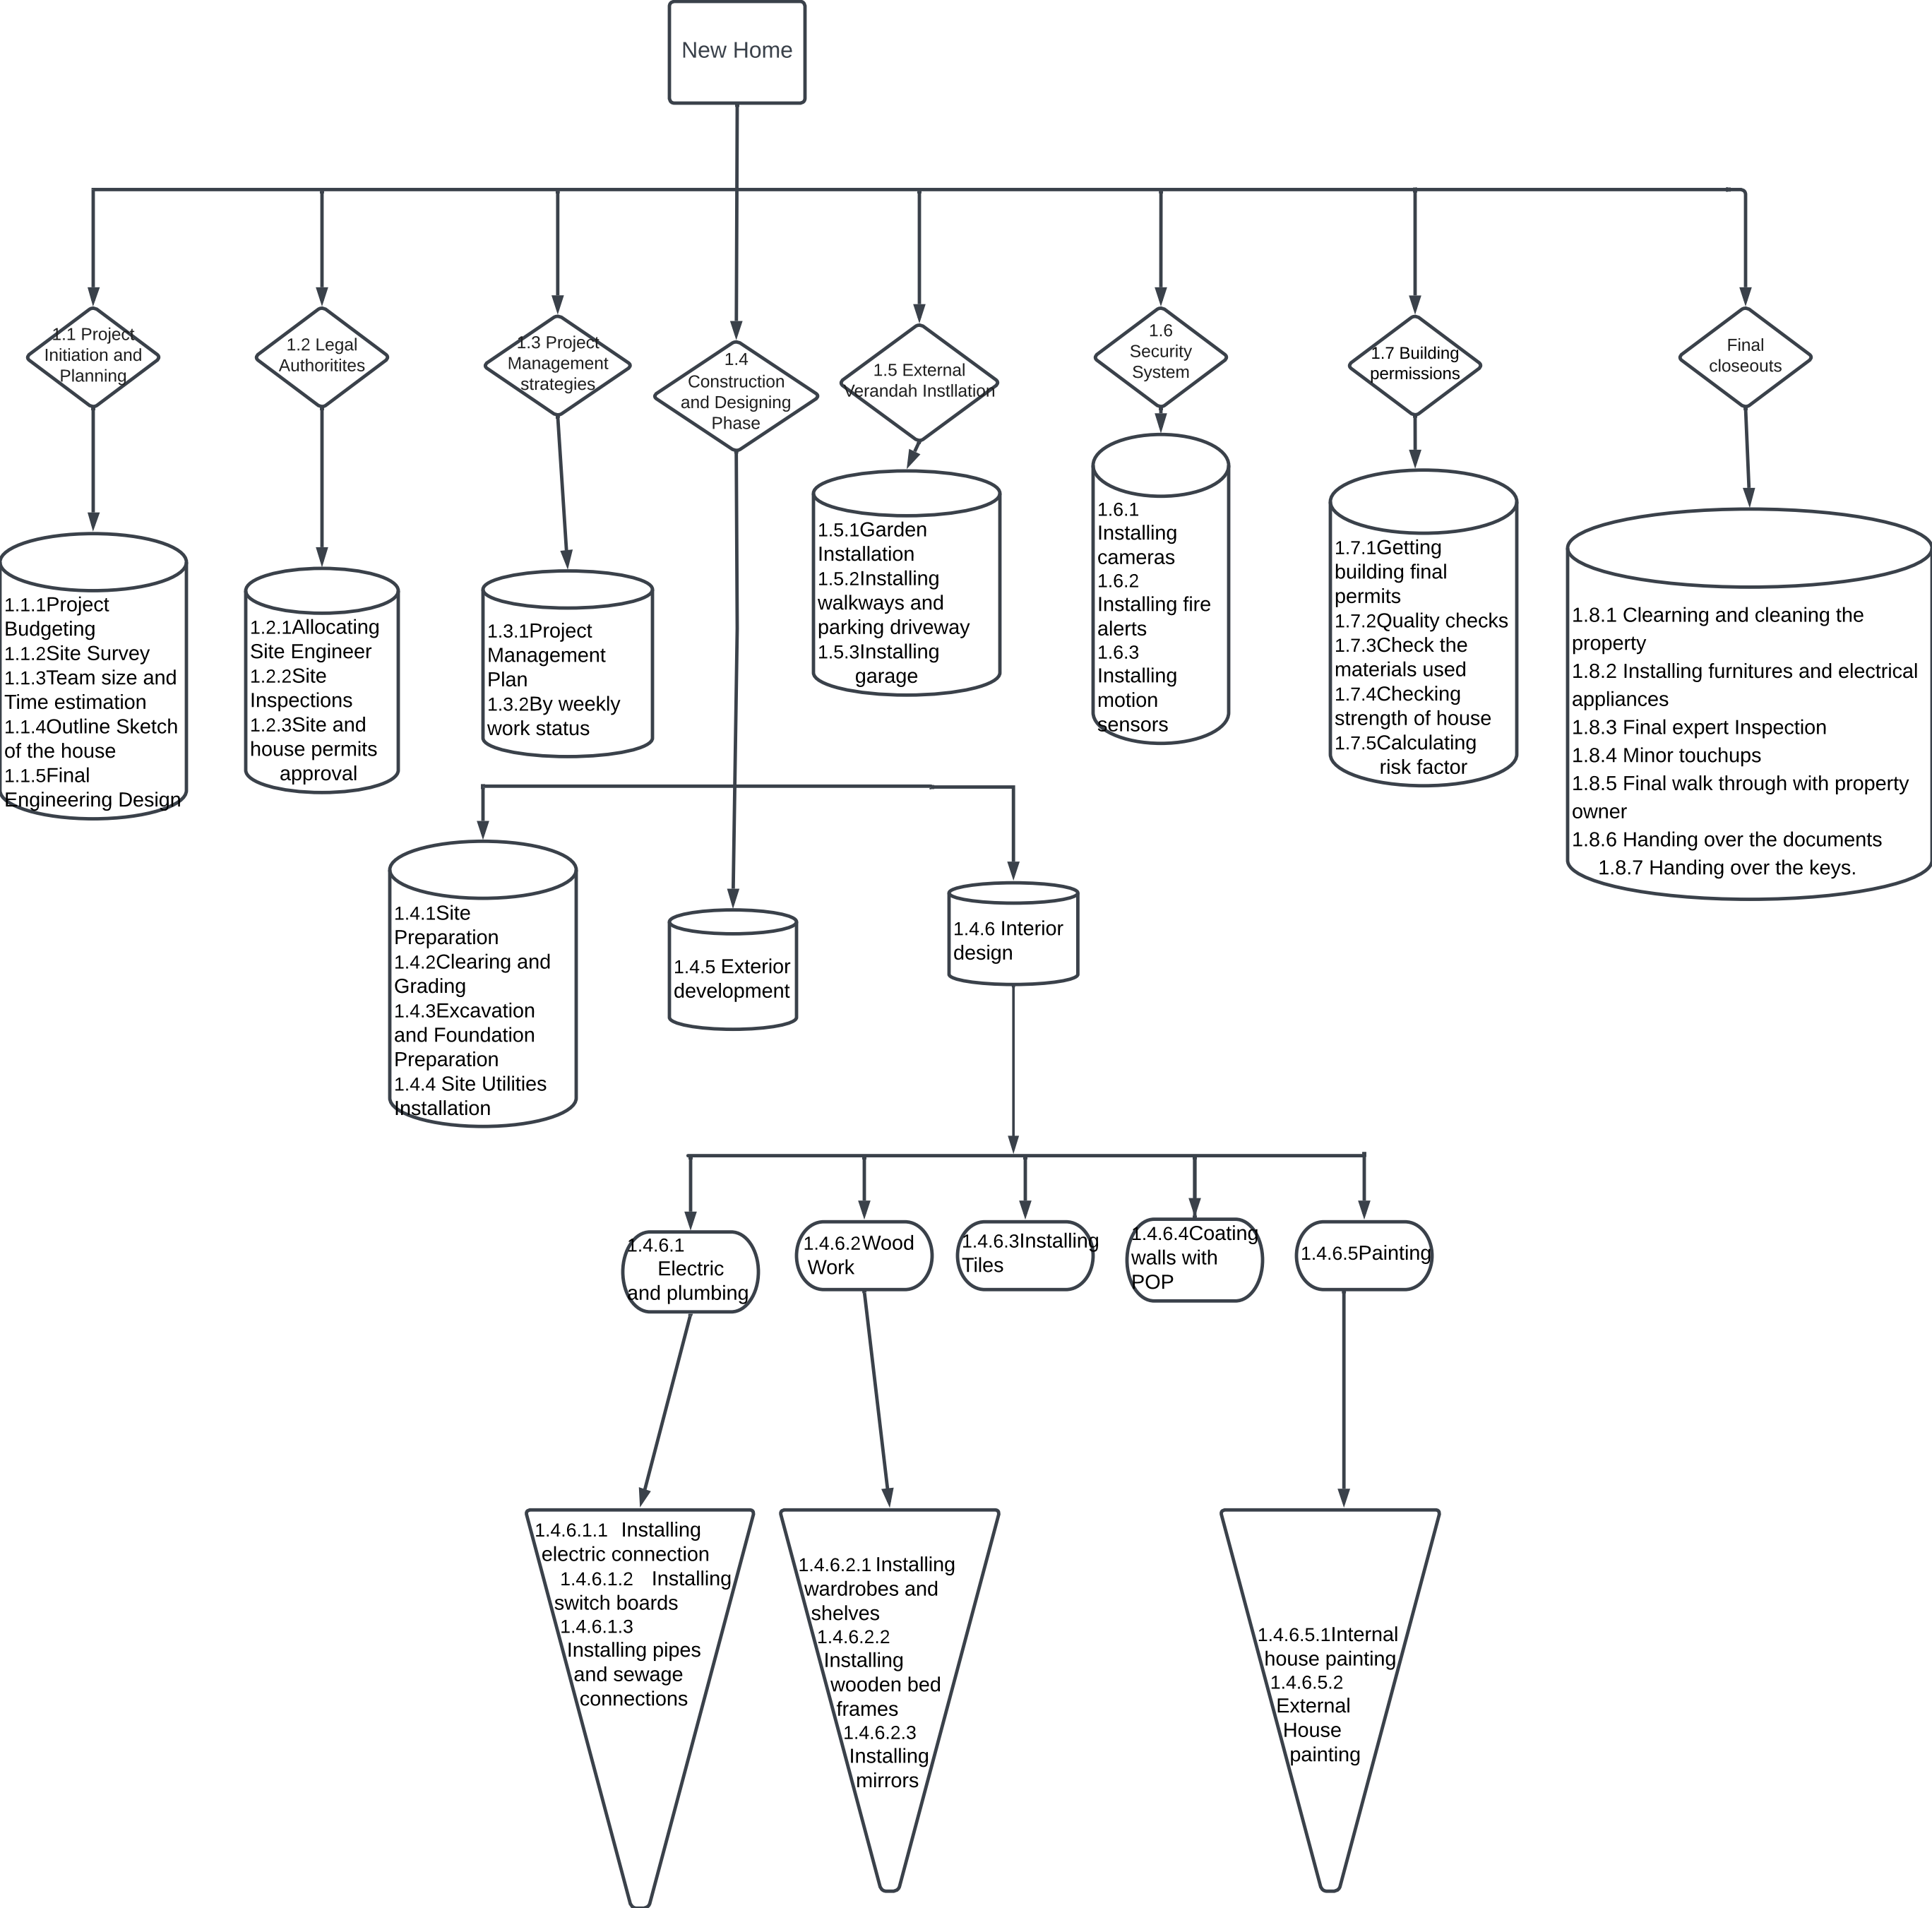 New Home
1.1 Project
Initiation and
Planning
1.2 Legal
Authoritites
1.3 Project
Management
strategies
1.4
Construction
and Designing
Phase
1.5 External
Verandah Instllation
1.6
Security
System
1.7 Building
permissions
Final
closeouts
1.1.1Project
Budgeting
1.1.2Site Survey
1.1.3Team size and
Time estimation
1.1.4Outline Sketch
of the house
1.1.5Final
Engineering Design
1.2.1Allocating
Site Engineer
1.2.2Site
Inspections
1.2.3Site and
house permits
approval
1.3.1Project
Management
Plan
1.3.2By weekly
work status
1.5.1Garden
Installation
1.5.2Installing
walkways and
parking driveway
1.5.3Installing
garage
1.6.1
Installing
cameras
1.6.2
Installing fire
alerts
1.6.3
Installing
motion
sensors
1.7.1Getting
building final
permits
1.7.2Quality checks
1.7.3Check the
materials used
1.7.4Checking
strength of house
1.7.5Calculating
risk factor
1.8.1 Clearning and cleaning the
property
1.8.2 Installing furnitures and electrical
appliances
1.8.3 Final expert Inspection
1.8.4 Minor touchups
1.8.5 Final walk through with property
owner
1.8.6 Handing over the documents
1.8.7 Handing over the keys.
1.4.1Site
Preparation
1.4.2Clearing and
Grading
1.4.3Excavation
and Foundation
Preparation
1.4.4 Site Utilities
Installation
1.4.5 Exterior
development
1.4.6 Interior
design
1.4.6.1
Electric
and plumbing
1.4.6.2Wood
Work
1.4.6.3Installing
Tiles
1.4.6.4Coating
walls with
POP
1.4.6.5Painting
1.4.6.1.1 Installing
electric connection
1.4.6.1.2 Installing
switch boards
1.4.6.1.3
Installing pipes
and sewage
connections
1.4.6.2.1 Installing
wardrobes and
shelves
1.4.6.2.2
Installing
wooden bed
frames
1.4.6.2.3
Installing
mirrors
1.4.6.5.1Internal
house painting
1.4.6.5.2
External
House
painting